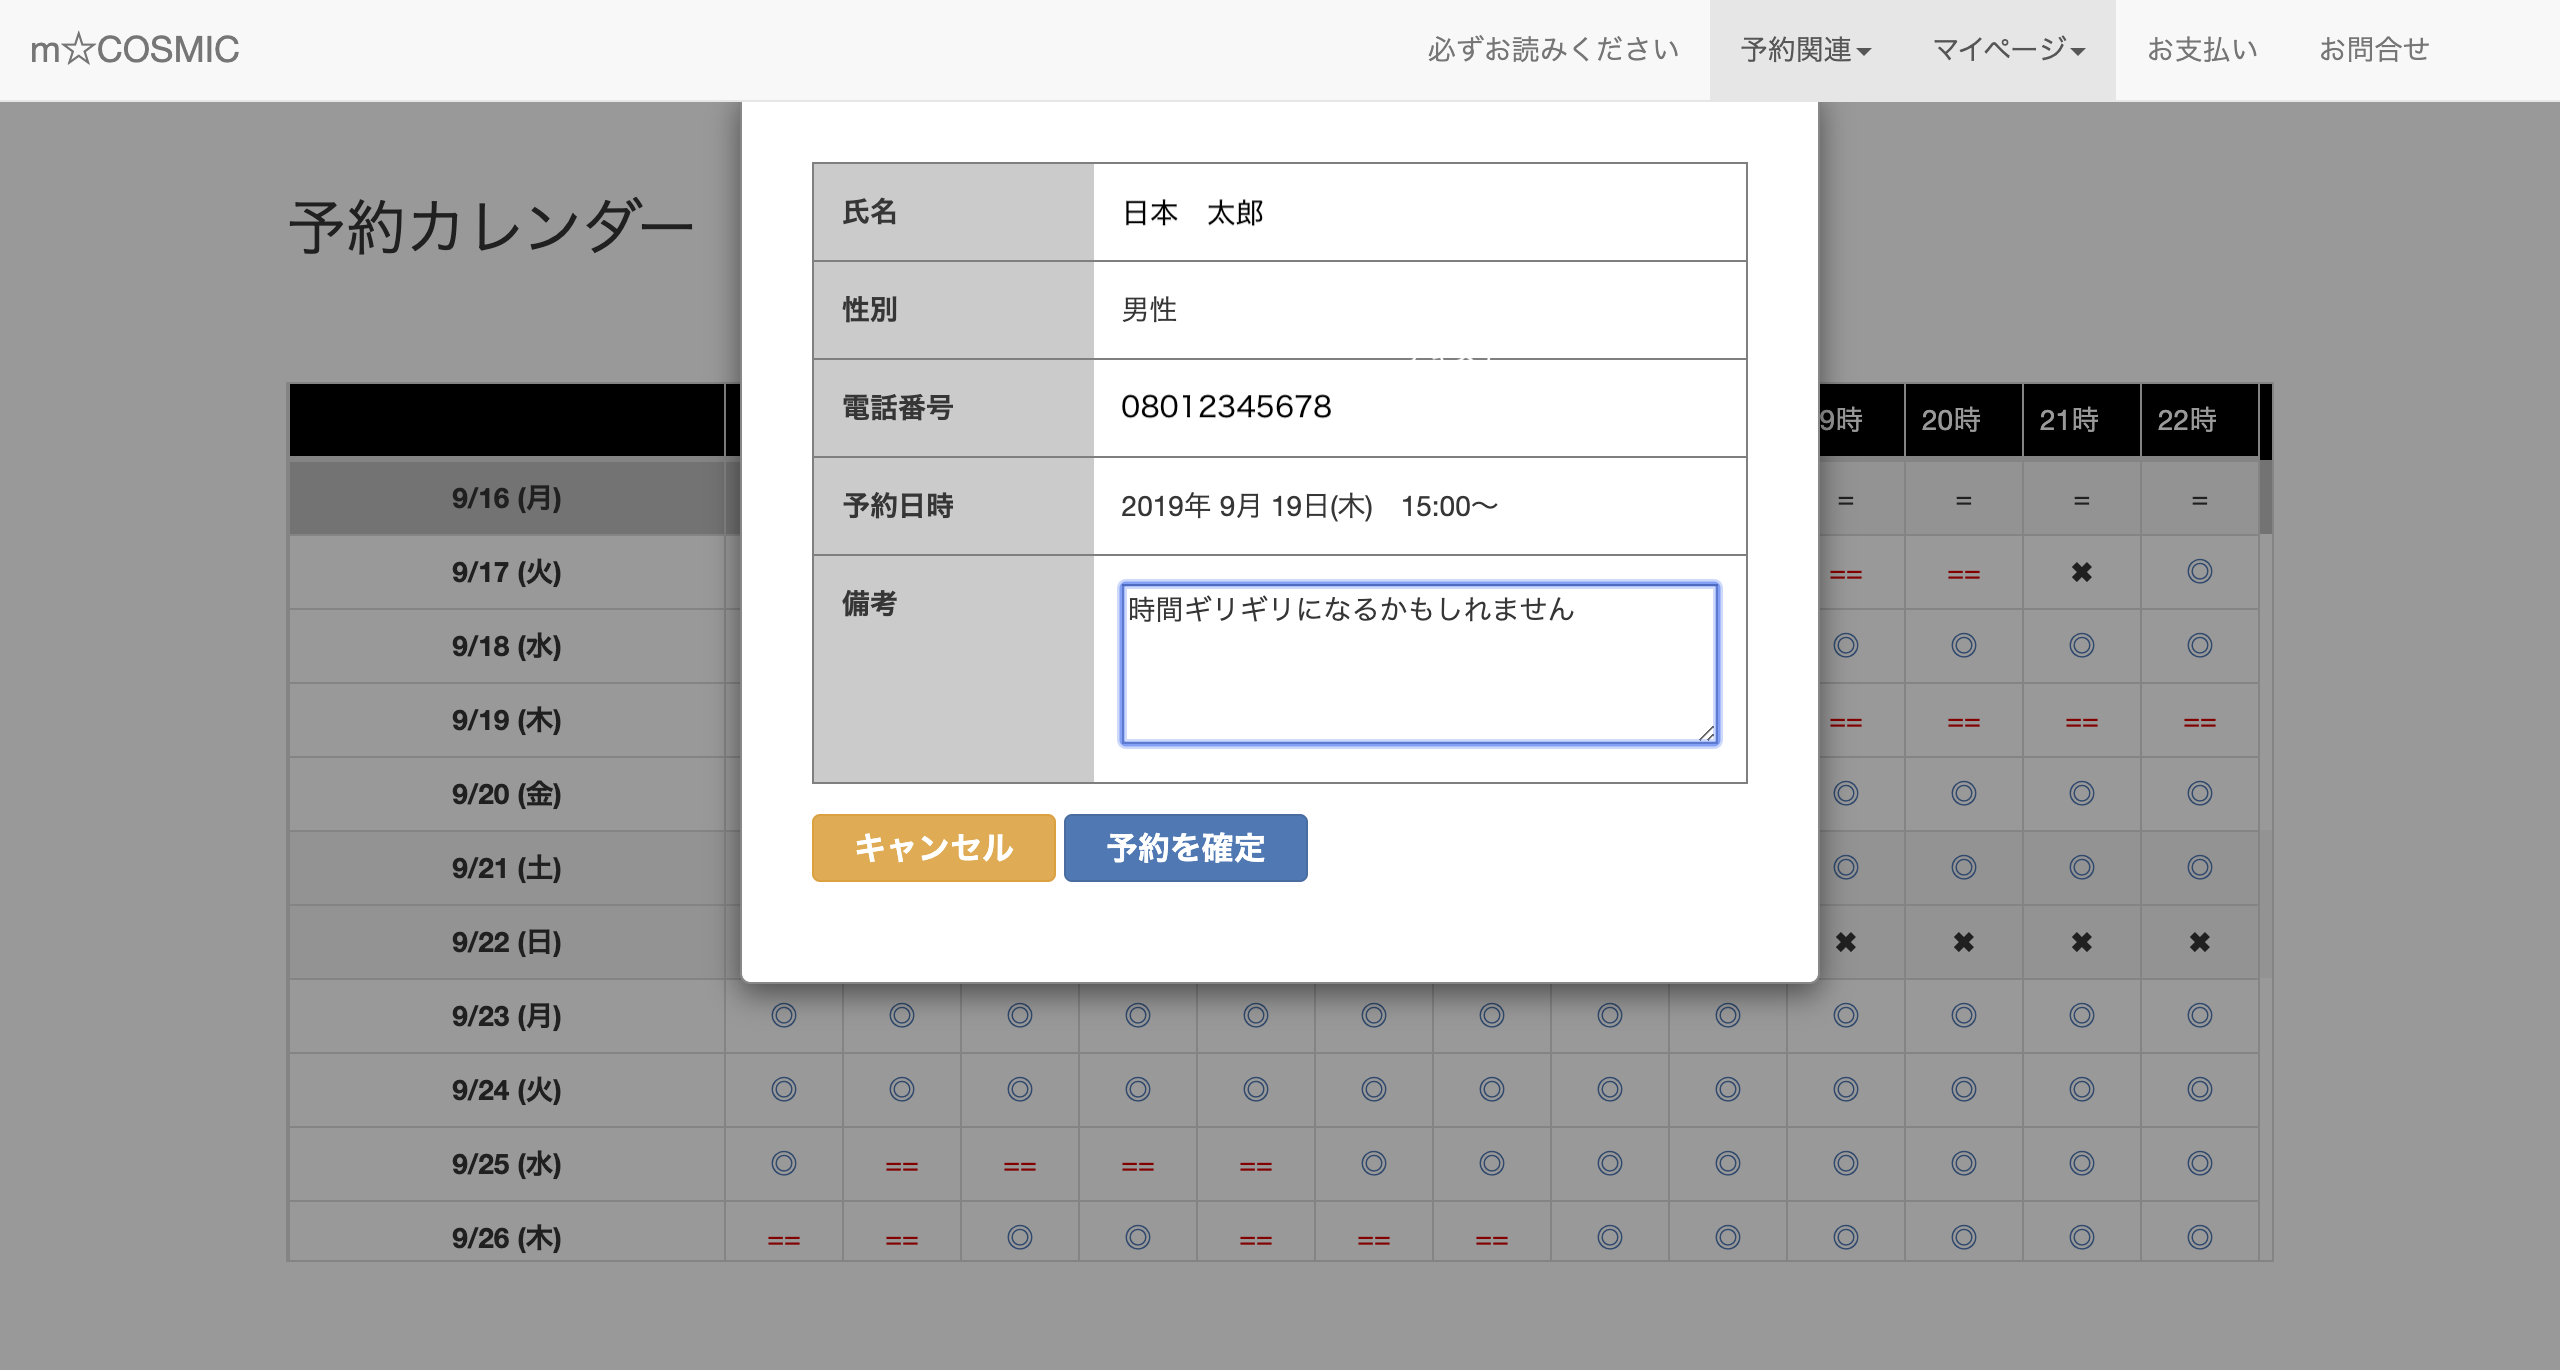 m☆COSMIC
必ずお読みください
予約関連
マイページ
お支払い
お問合せ
予約カレンダー
氏名 日本　太郎
性別 男性
電話番号 08012345678
予約日時 2019年 9月 19日(木)　15:00〜
備考 時間ギリギリになるかもしれません
キャンセル 予約を確定
9時 20時 21時 22時
9/16 (月) = = = =
9/17 (火) == == ✖ ◎
9/18 (水) ◎ ◎ ◎ ◎
9/19 (木) == == == ==
9/20 (金) ◎ ◎ ◎ ◎
9/21 (土) ◎ ◎ ◎ ◎
9/22 (日) ✖ ✖ ✖ ✖
9/23 (月) ◎ ◎ ◎ ◎ ◎ ◎ ◎ ◎ ◎ ◎ ◎ ◎ ◎
9/24 (火) ◎ ◎ ◎ ◎ ◎ ◎ ◎ ◎ ◎ ◎ ◎ ◎ ◎
9/25 (水) ◎ == == == == ◎ ◎ ◎ ◎ ◎ ◎ ◎ ◎
9/26 (木) == == ◎ ◎ == == == ◎ ◎ ◎ ◎ ◎ ◎